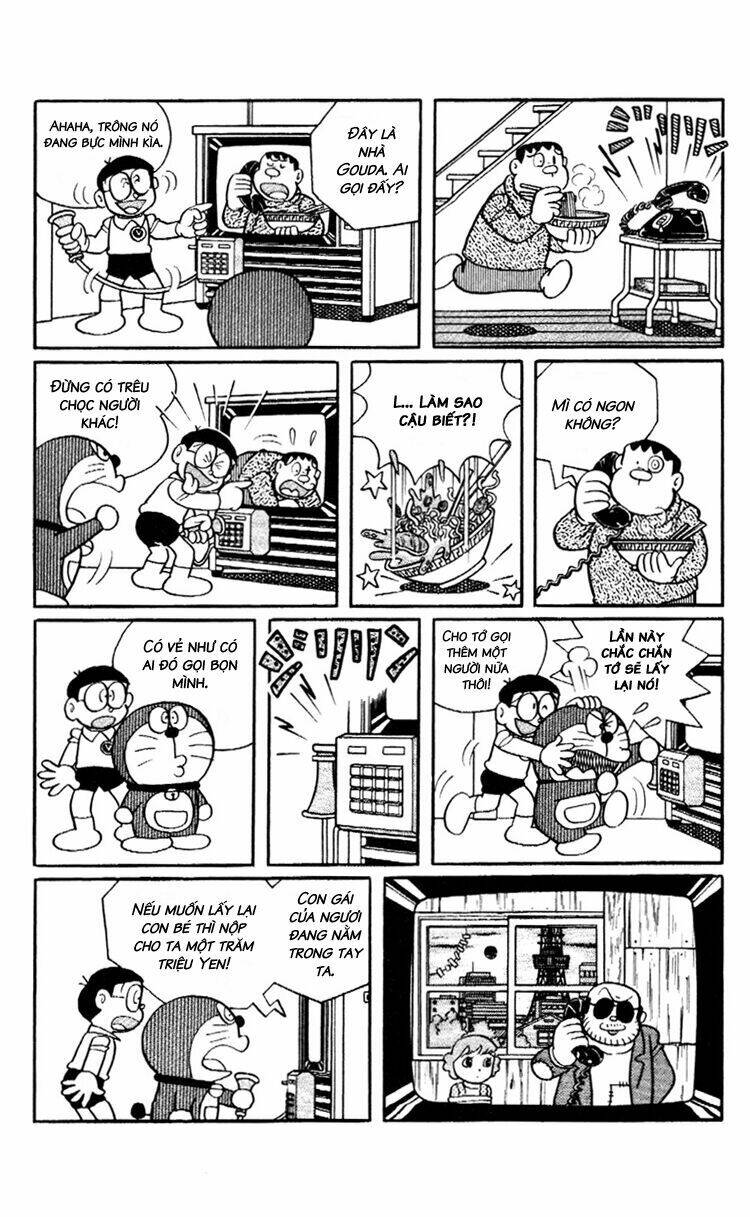 ĐÂY LÀ
NHÀ
GOUDA. AI
GỌI ĐẤY?
AHAHA, TRÔNG NÓ
ĐANG BỰC MÌNH KÌA.
MÌ CÓ NGON
KHÔNG?
L... LÀM SAO
CẬU BIẾT?!
ĐỪNG CÓ TRÊU
CHỌC NGƯỜI
KHÁC!
LẦN NÀY
CHẮC CHẮN
TỚ SẼ LẤY
LẠI NÓ!
CHO TỚ GỌI
THÊM MỘT
NGƯỜI NỮA
THÔI!
CÓ VẺ NHƯ CÓ
AI ĐÓ GỌI BỌN
MÌNH.
CON GÁI
CỦA NGƯƠI
ĐANG NẰM
TRONG TAY
TA.
NẾU MUỐN LẤY LẠI
CON BÉ THÌ NỘP
CHO TA MỘT TRĂM
TRIỆU YEN!